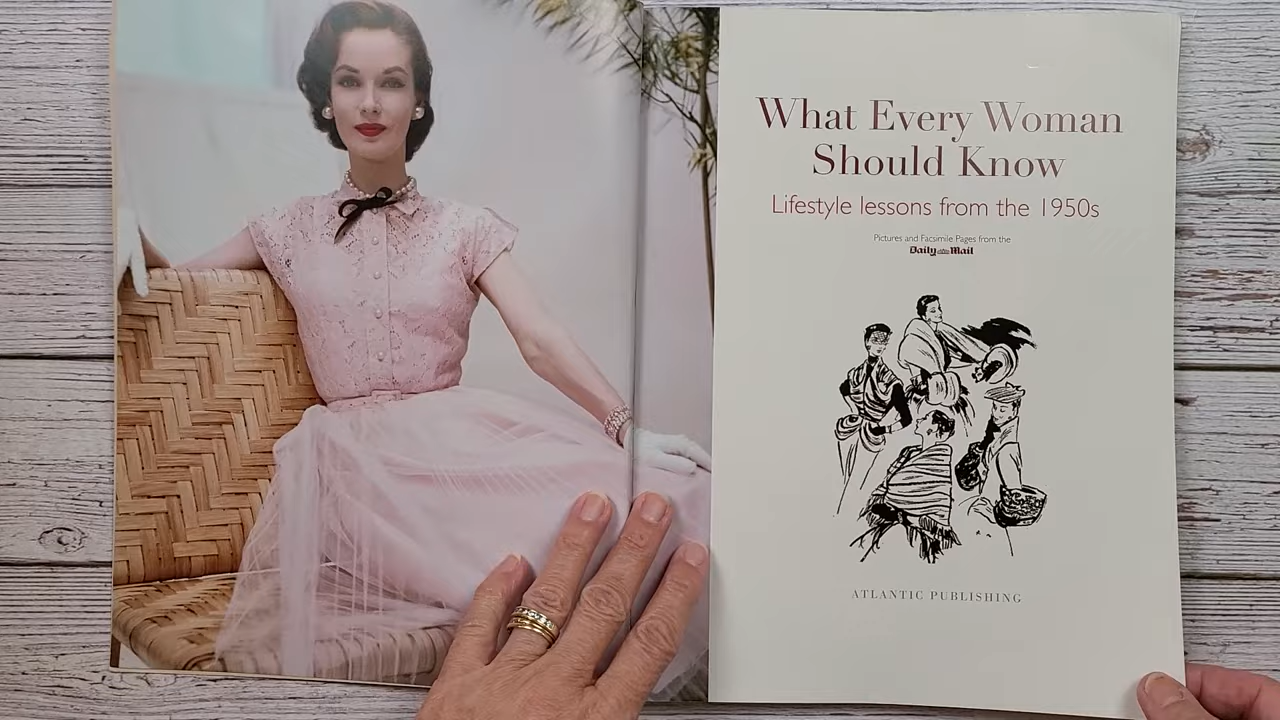 What Every Woman
Should Know
Lifestyle lessons from the 1950s
Pictures and Facsimile Pages from the
Daily Mail
ATLANTIC PUBLISHING